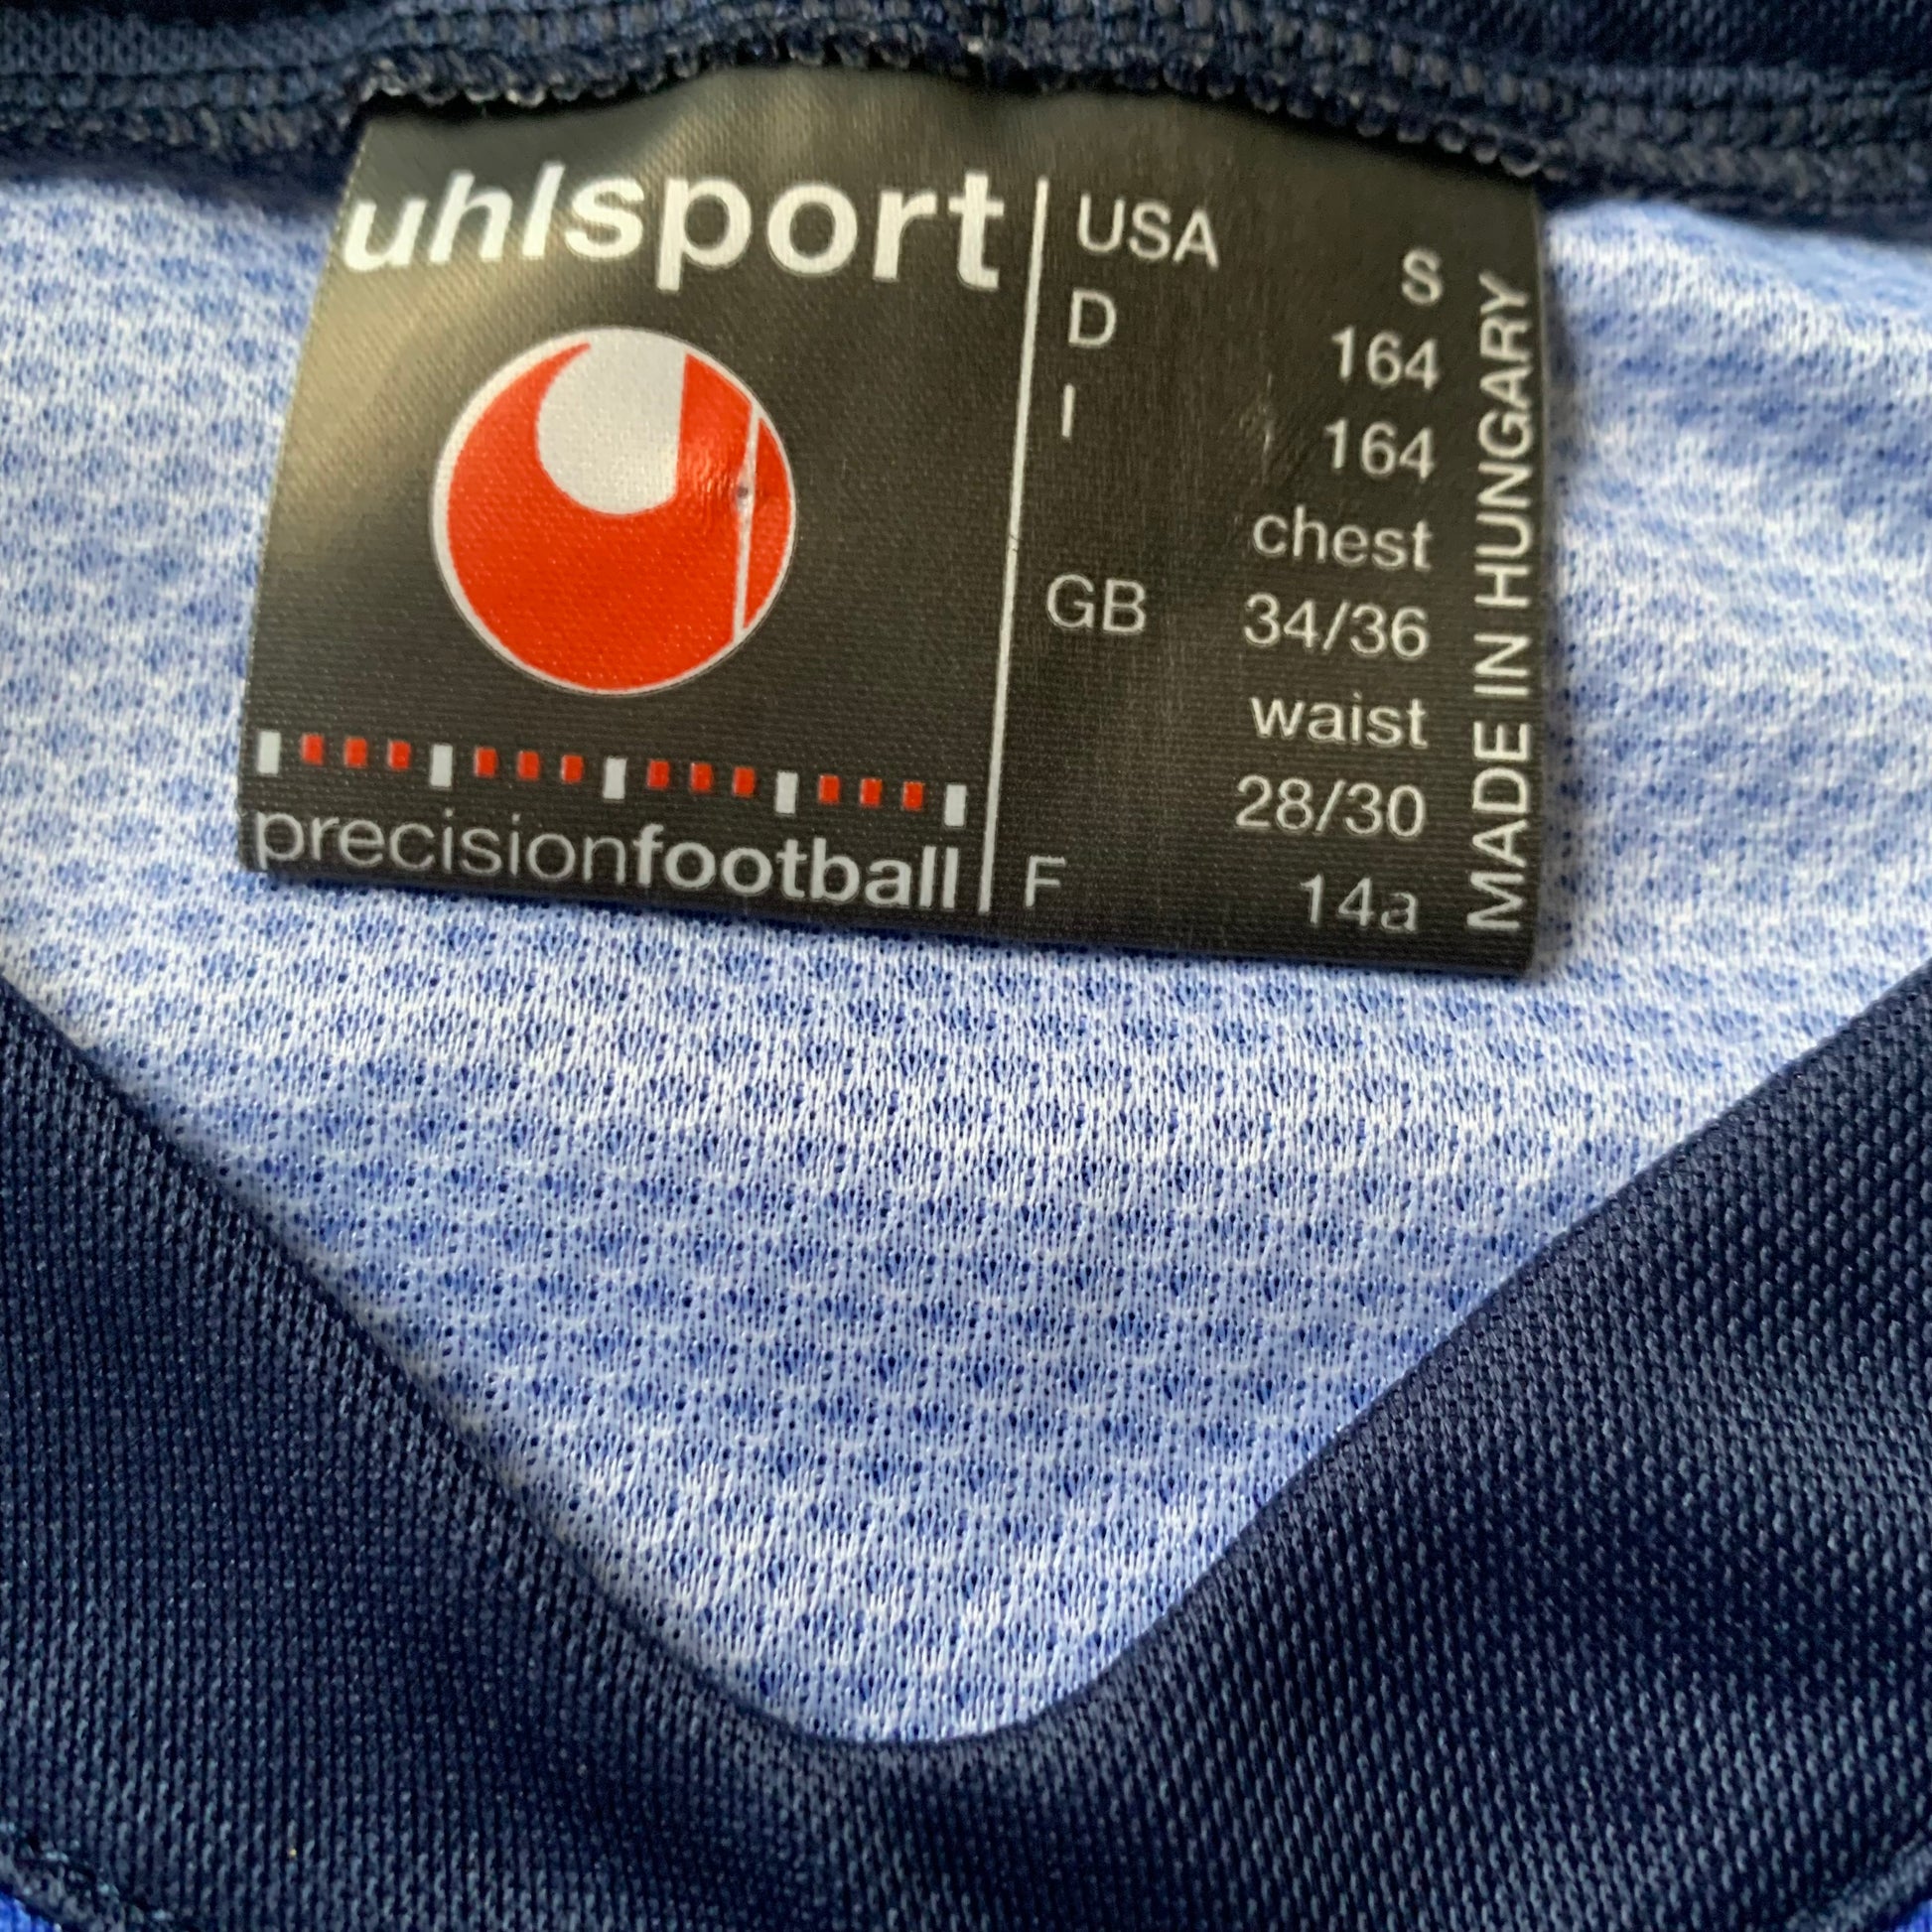 uhlsport
precisionfootball
USA S
D 164
I 164
chest
GB 34/36
waist
28/30
F 14a
MADE IN HUNGARY